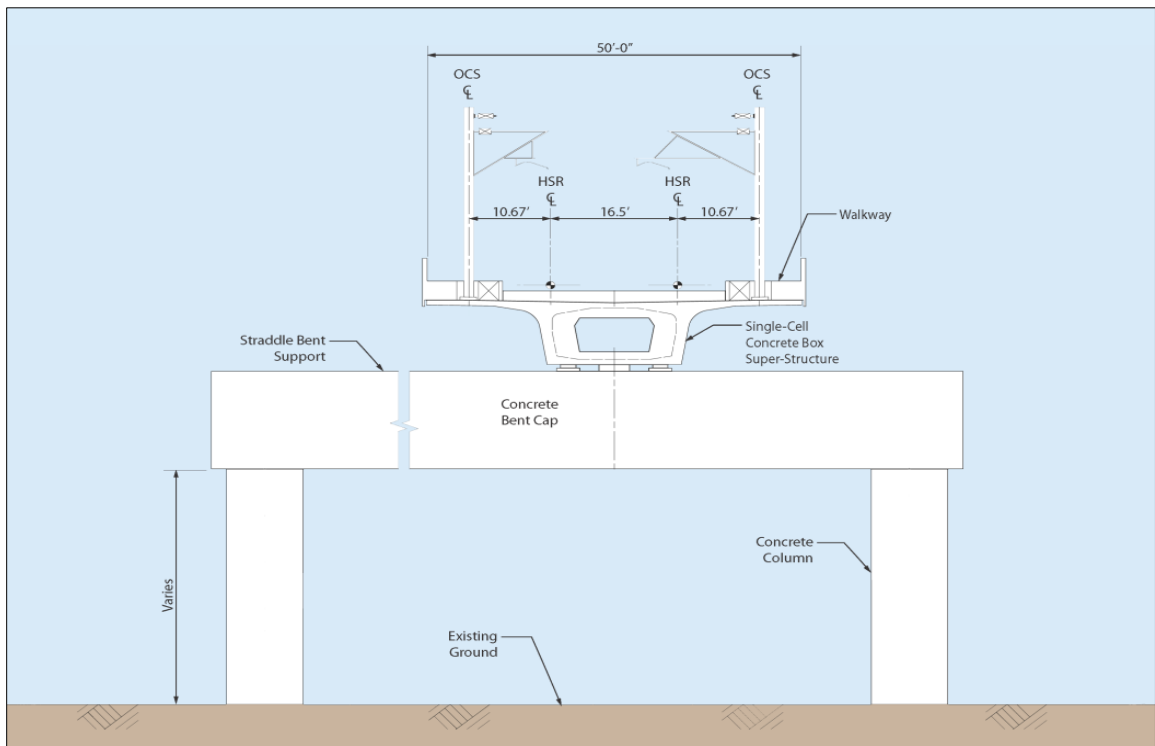 50’-0”
OCS
℄
OCS
℄
HSR
℄
HSR
℄
10.67’
16.5’
10.67’
Walkway
Straddle Bent
Support
Single-Cell
Concrete Box
Super-Structure
Concrete
Bent Cap
Concrete
Column
Varies
Existing
Ground